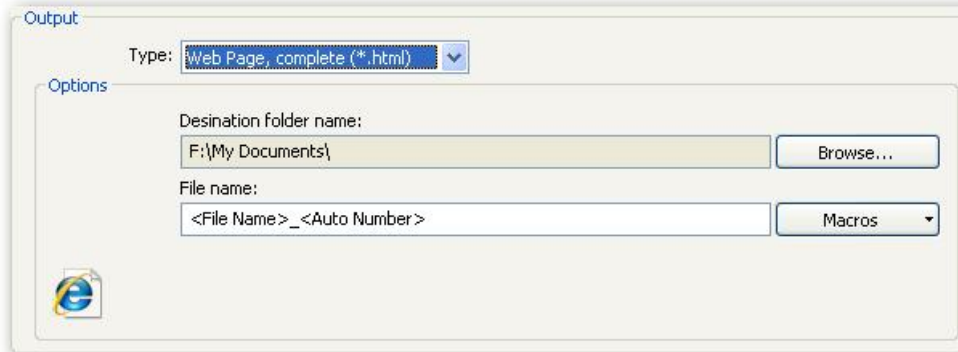 Output
Type: Web Page, complete (*.html)
Options
Desination folder name:
F:\My Documents\ Browse...
File name:
<File Name>_<Auto Number> Macros